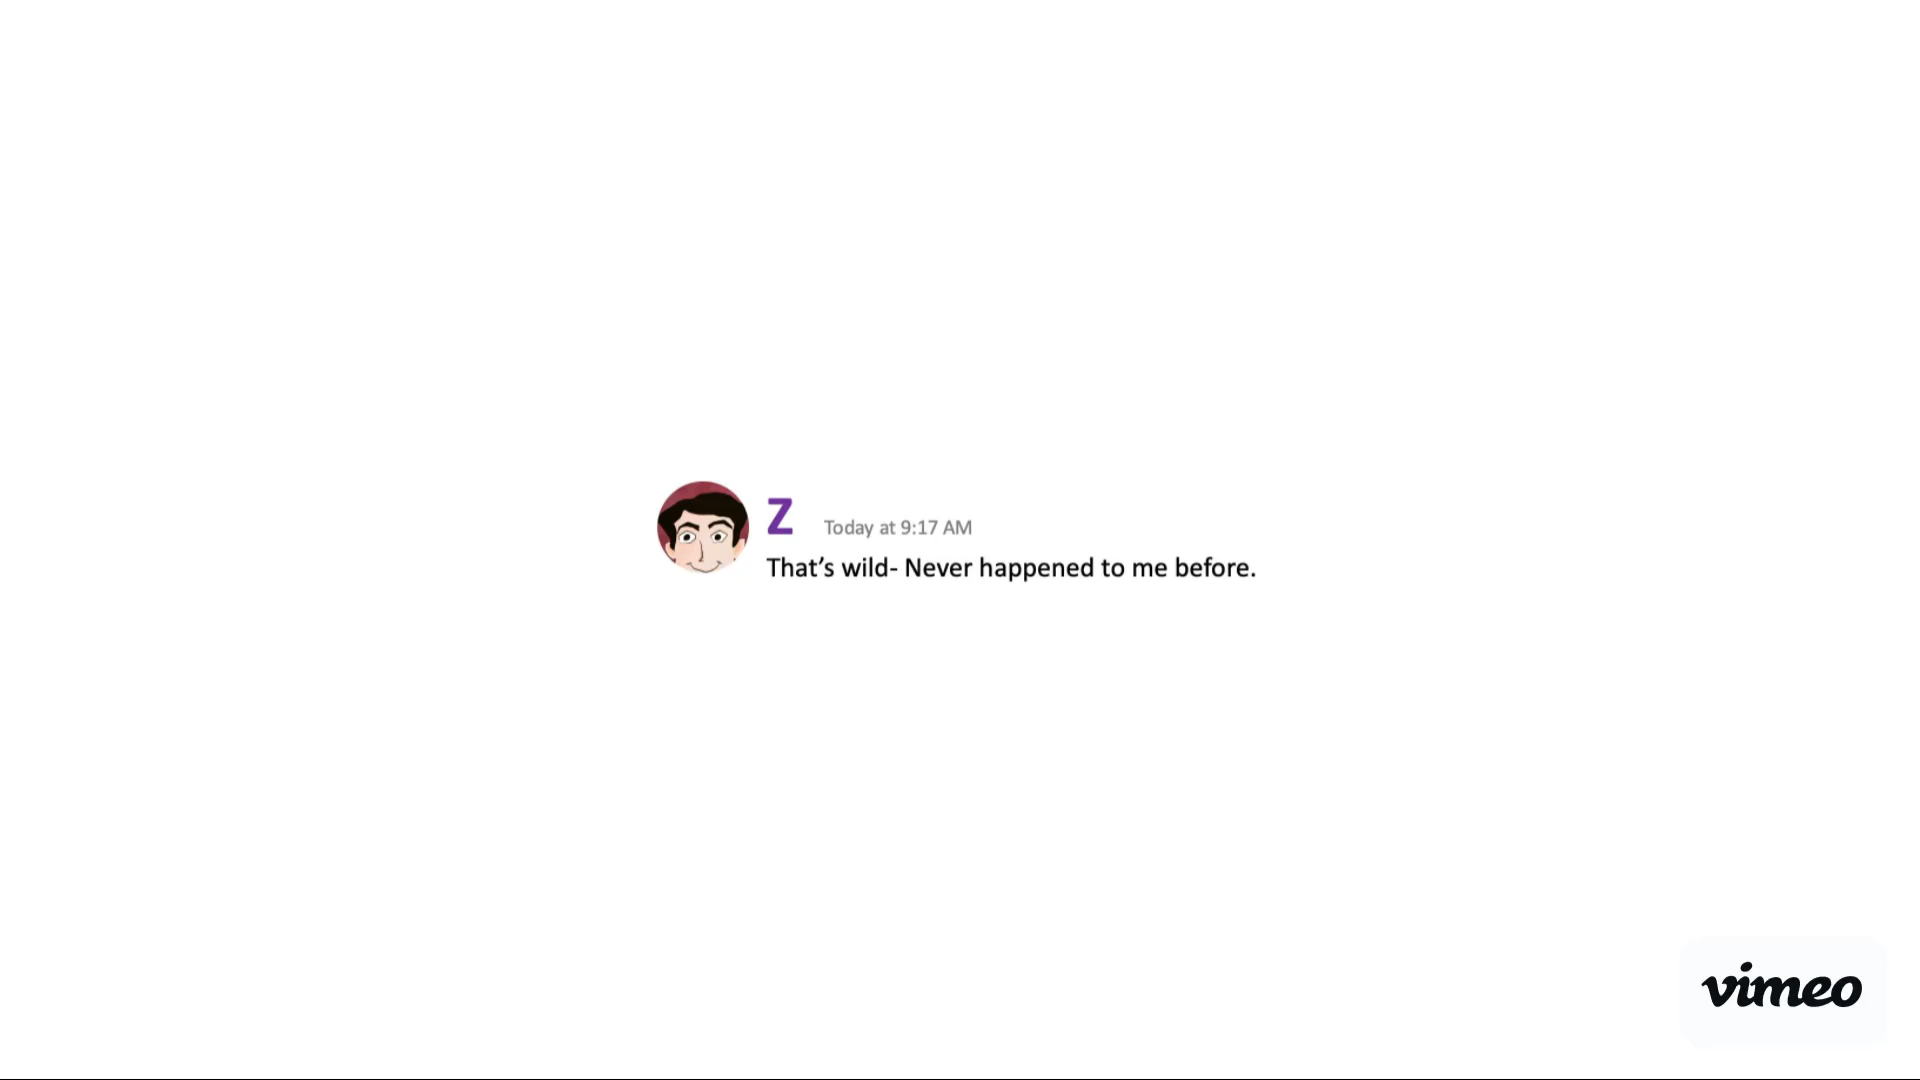 Z Today at 9:17 AM
That’s wild- Never happened to me before.
vimeo